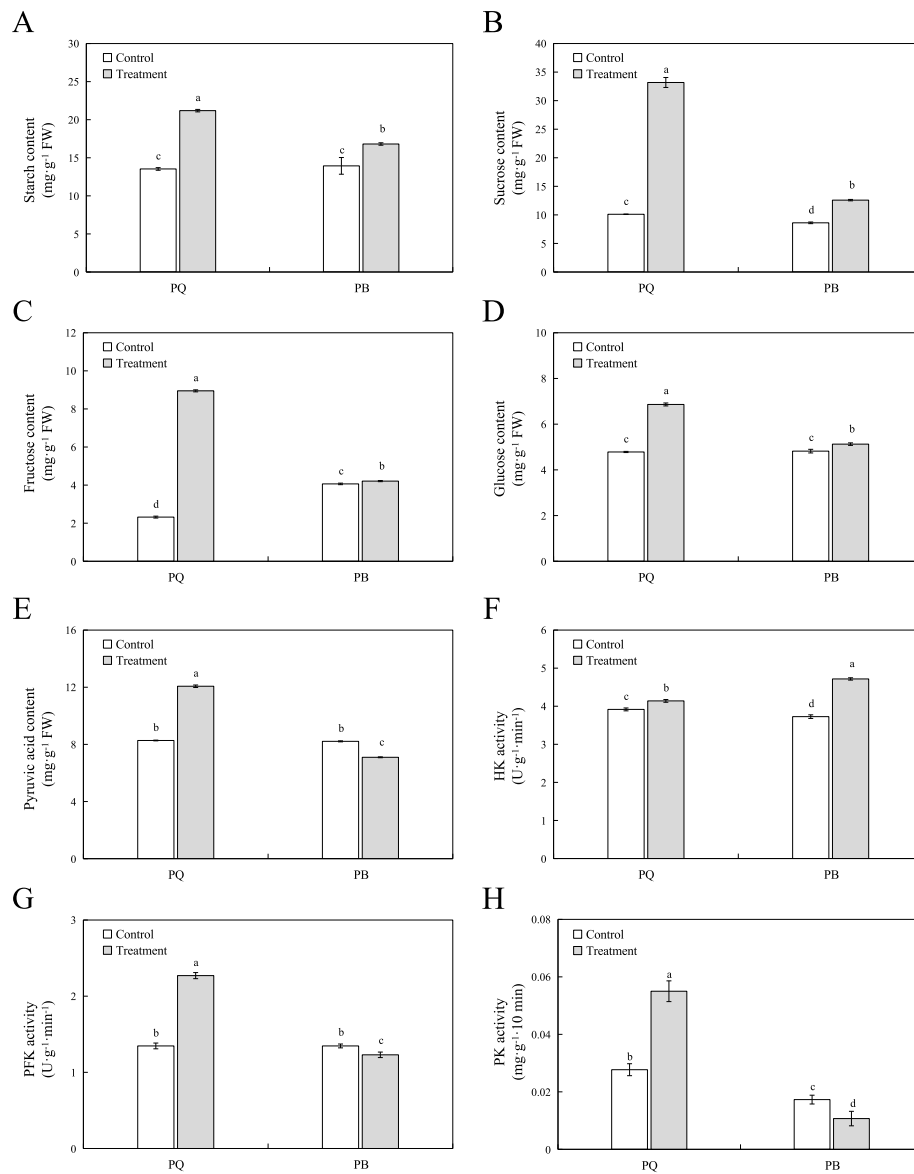 A
Starch content
(mg·g⁻¹ FW)
30
25
20
15
10
5
0
Control
Treatment
c
a
c
b
PQ
PB
B
Sucrose content
(mg·g⁻¹ FW)
40
35
30
25
20
15
10
5
0
Control
Treatment
c
a
d
b
PQ
PB
C
Fructose content
(mg·g⁻¹ FW)
12
10
8
6
4
2
0
Control
Treatment
d
a
c
b
PQ
PB
D
Glucose content
(mg·g⁻¹ FW)
10
8
6
4
2
0
Control
Treatment
c
a
c
b
PQ
PB
E
Pyruvic acid content
(mg·g⁻¹ FW)
16
12
8
4
0
Control
Treatment
b
a
b
c
PQ
PB
F
HK activity
(U·g⁻¹·min⁻¹)
6
5
4
3
2
1
0
Control
Treatment
c
b
d
a
PQ
PB
G
PFK activity
(U·g⁻¹·min⁻¹)
3
2
1
0
Control
Treatment
b
a
b
c
PQ
PB
H
PK activity
(mg·g⁻¹·10 min)
0.08
0.06
0.04
0.02
0
Control
Treatment
b
a
c
d
PQ
PB